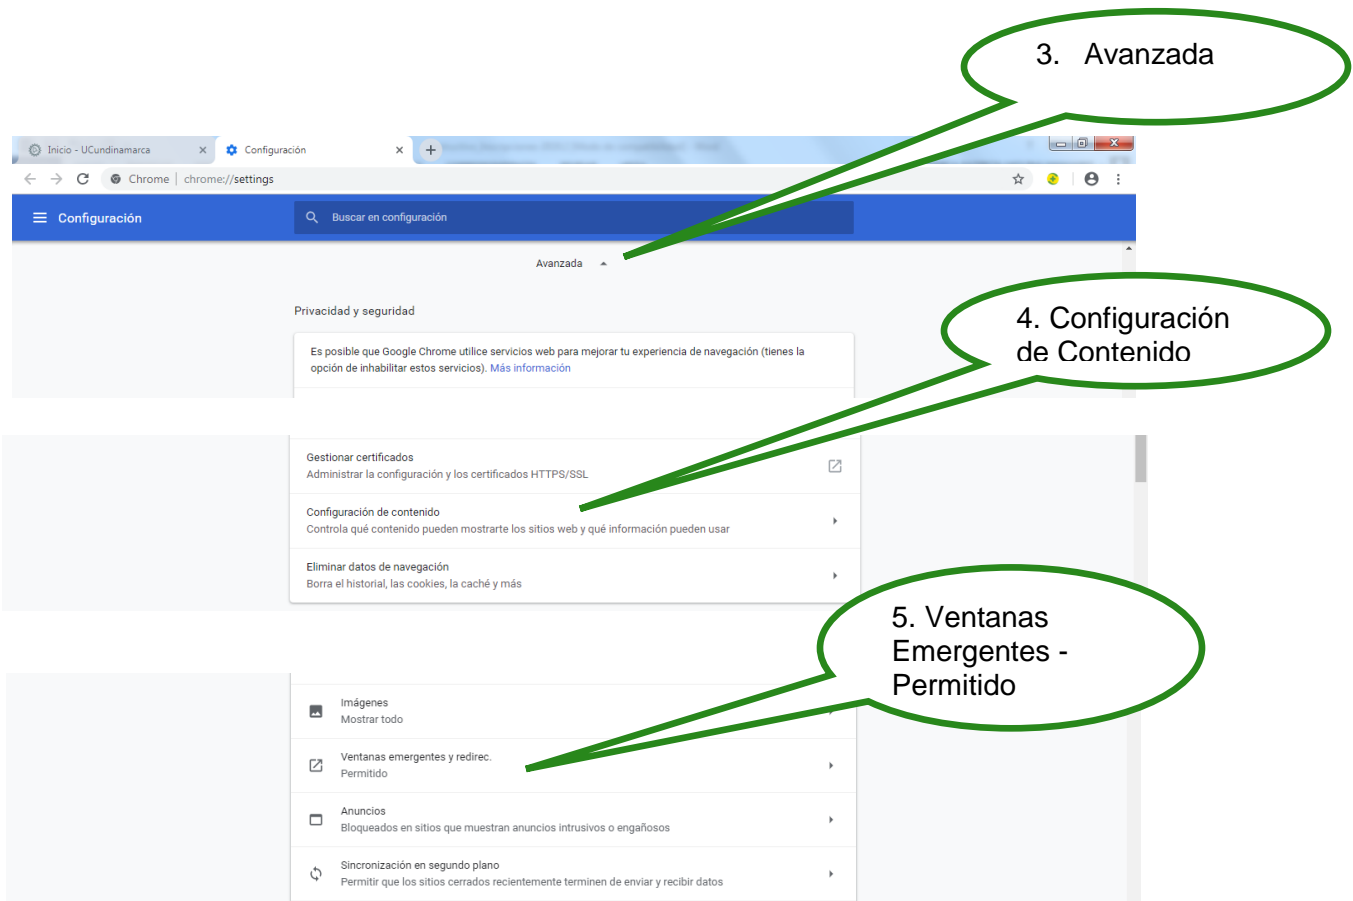 3. Avanzada
Inicio - UCundinamarca
Configuración
Chrome | chrome://settings
Configuración
Buscar en configuración
Avanzada
Privacidad y seguridad
4. Configuración
de Contenido
Es posible que Google Chrome utilice servicios web para mejorar tu experiencia de navegación (tienes la
opción de inhabilitar estos servicios). Más información
Gestionar certificados
Administrar la configuración y los certificados HTTPS/SSL
Configuración de contenido
Controla qué contenido pueden mostrarte los sitios web y qué información pueden usar
Eliminar datos de navegación
Borra el historial, las cookies, la caché y más
5. Ventanas
Emergentes -
Permitido
Imágenes
Mostrar todo
Ventanas emergentes y redirec.
Permitido
Anuncios
Bloqueados en sitios que muestran anuncios intrusivos o engañosos
Sincronización en segundo plano
Permitir que los sitios cerrados recientemente terminen de enviar y recibir datos